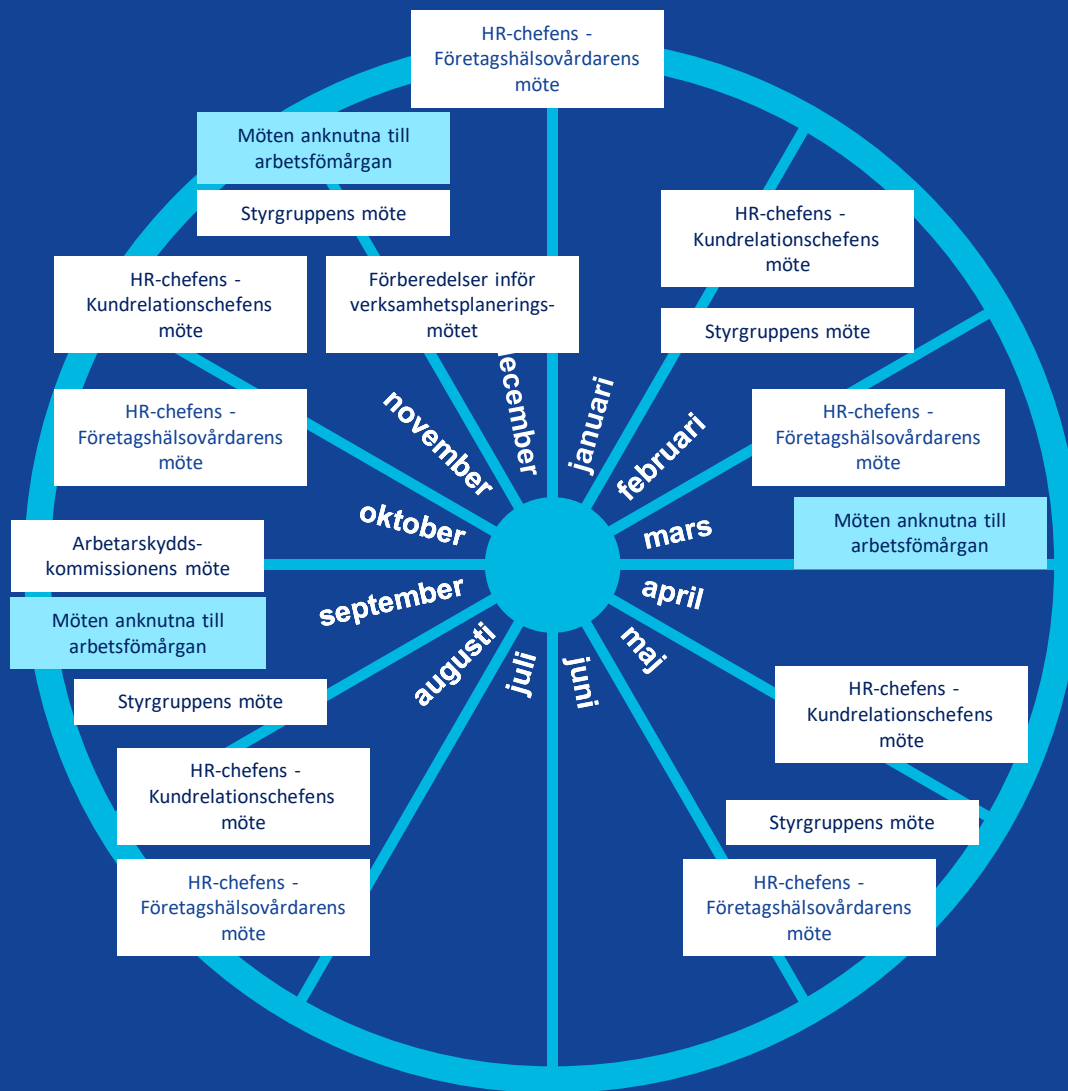 HR-chefens -
Företagshälsovårdarens
möte
Möten anknutna till
arbetsfömårgan
Styrgruppens möte
HR-chefens -
Kundrelationschefens
möte
Styrgruppens möte
HR-chefens -
Kundrelationschefens
möte
Förberedelser inför
verksamhetsplanerings-
mötet
HR-chefens -
Företagshälsovårdarens
möte
HR-chefens -
Företagshälsovårdarens
möte
december
januari
november
februari
oktober
mars
Arbetarskydds-
kommissionens möte
Möten anknutna till
arbetsfömårgan
Möten anknutna till
arbetsfömårgan
september
april
augusti
maj
juli
juni
Styrgruppens möte
HR-chefens -
Kundrelationschefens
möte
HR-chefens -
Kundrelationschefens
möte
Styrgruppens möte
HR-chefens -
Företagshälsovårdarens
möte
HR-chefens -
Företagshälsovårdarens
möte